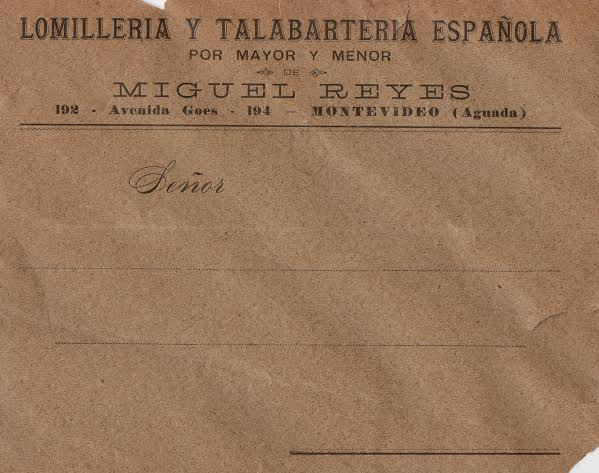 LOMILLERIA Y TALABARTERIA ESPAÑOLA
POR MAYOR Y MENOR
DE
MIGUEL REYES
192 - Avenida Goes - 194 — MONTEVIDEO (Aguada)
Señor